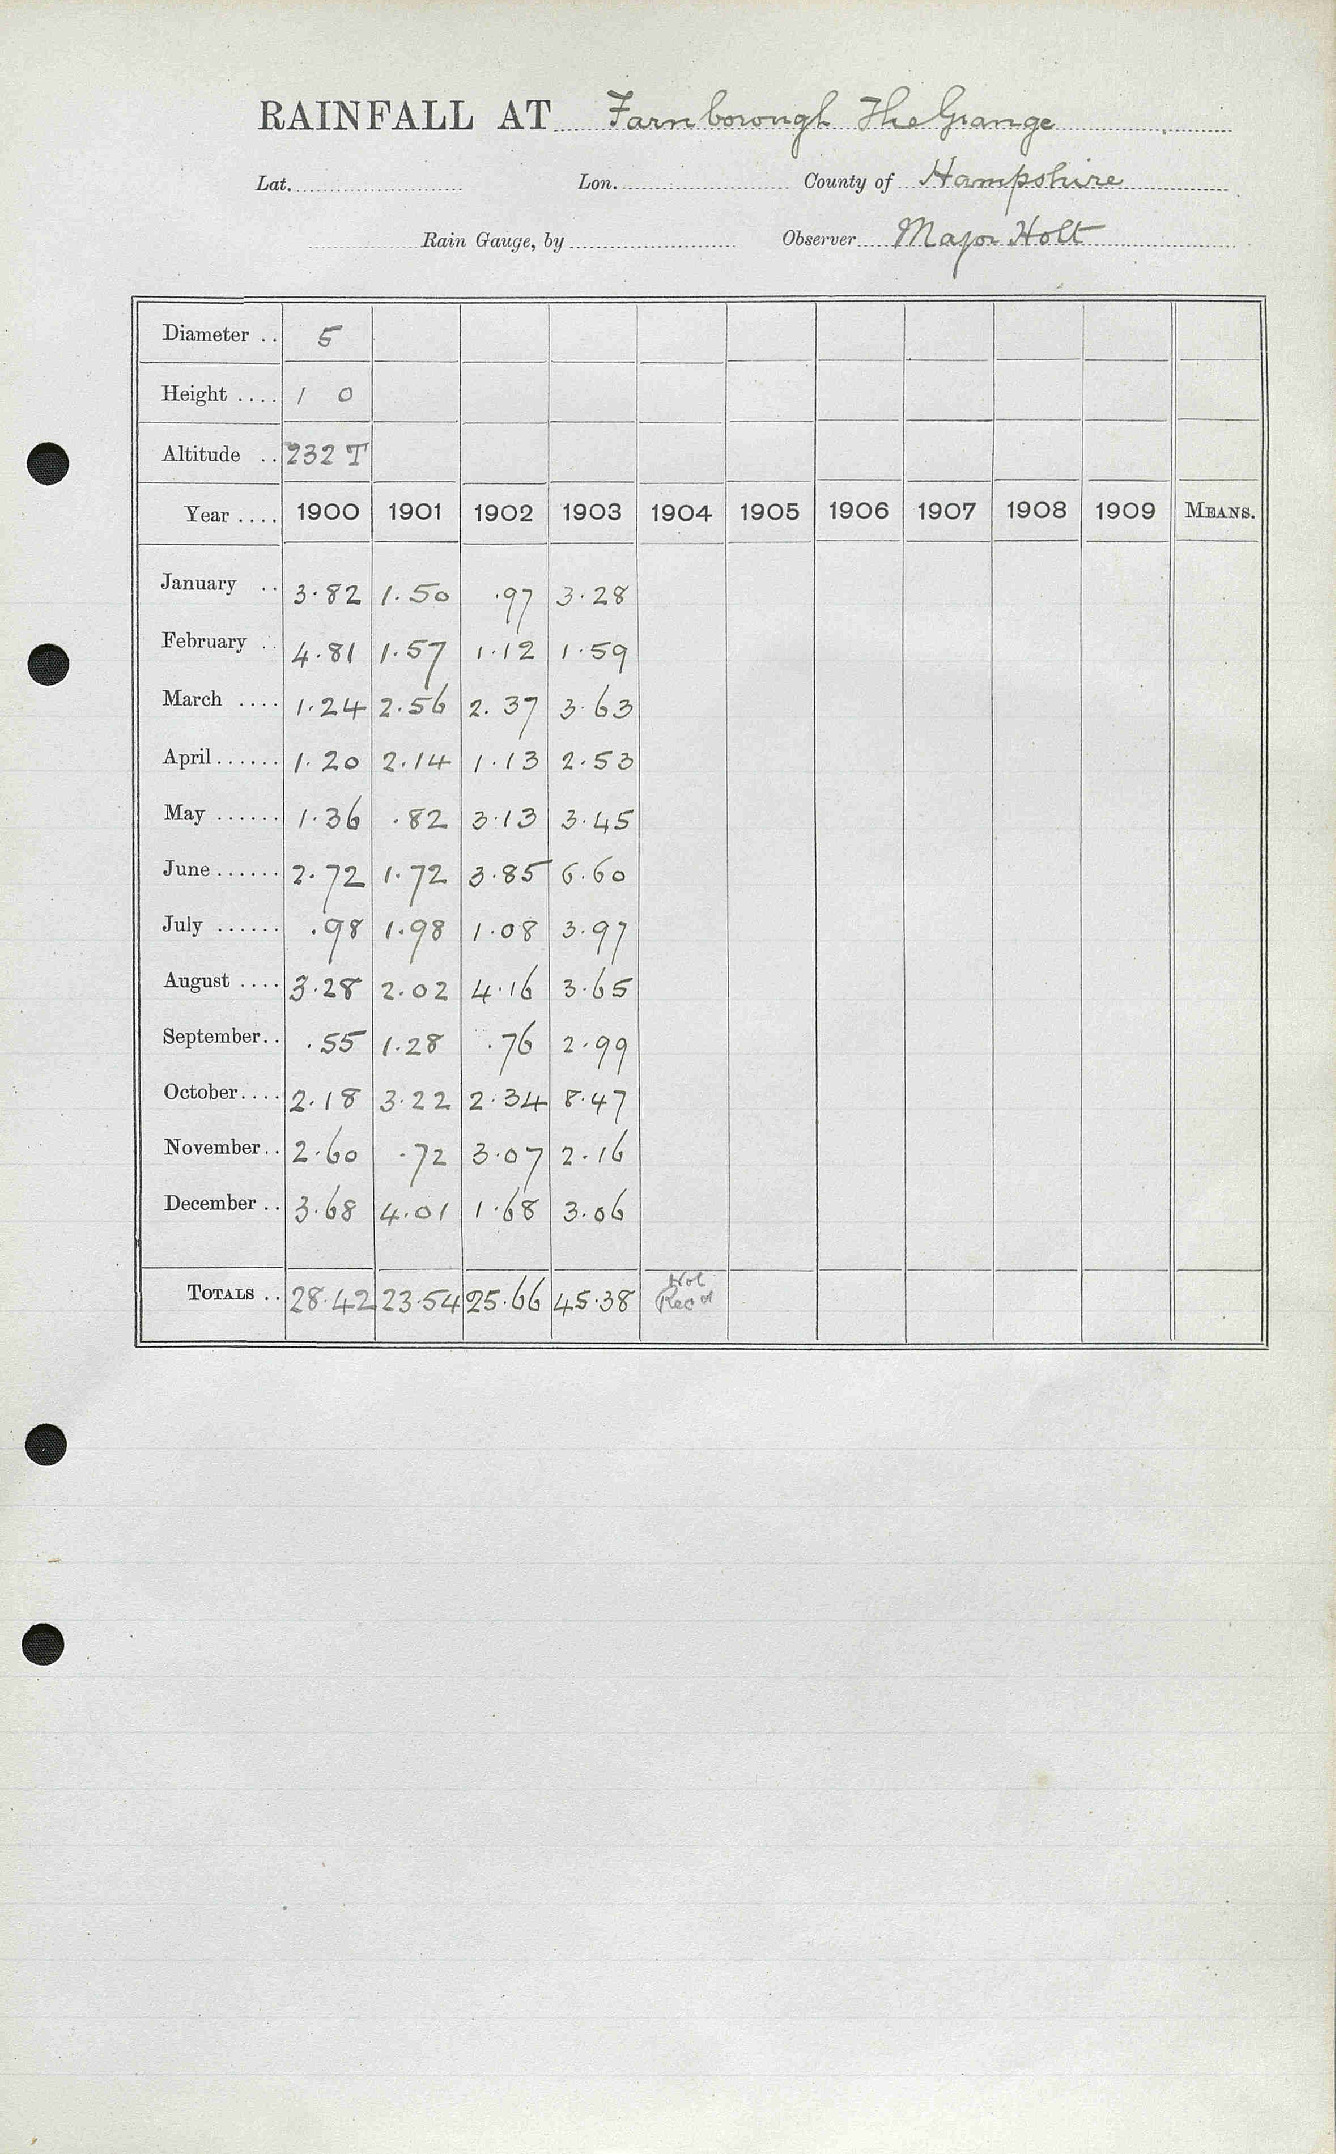 RAINFALL AT Farnborough The Grange
Lat. Lon. County of Hampshire
Rain Gauge, by Observer Major Holt
Diameter .. 5
Height .... 1 0
Altitude .. 232 T
Year .... 1900 1901 1902 1903 1904 1905 1906 1907 1908 1909 MEANS.
January .. 3.82 1.50 .97 3.28
February .. 4.81 1.57 1.12 1.59
March .... 1.24 2.56 2.37 3.63
April ...... 1.20 2.14 1.13 2.53
May ...... 1.36 .82 3.13 3.45
June ...... 2.72 1.72 3.85 6.60
July ...... .98 1.98 1.08 3.97
August .... 3.28 2.02 4.16 3.65
September .. .55 1.28 .76 2.99
October .... 2.18 3.22 2.34 8.47
November .. 2.60 .72 3.07 2.16
December .. 3.68 4.01 1.68 3.06
TOTALS .. 28.42 23.54 25.66 45.38 Not Recd